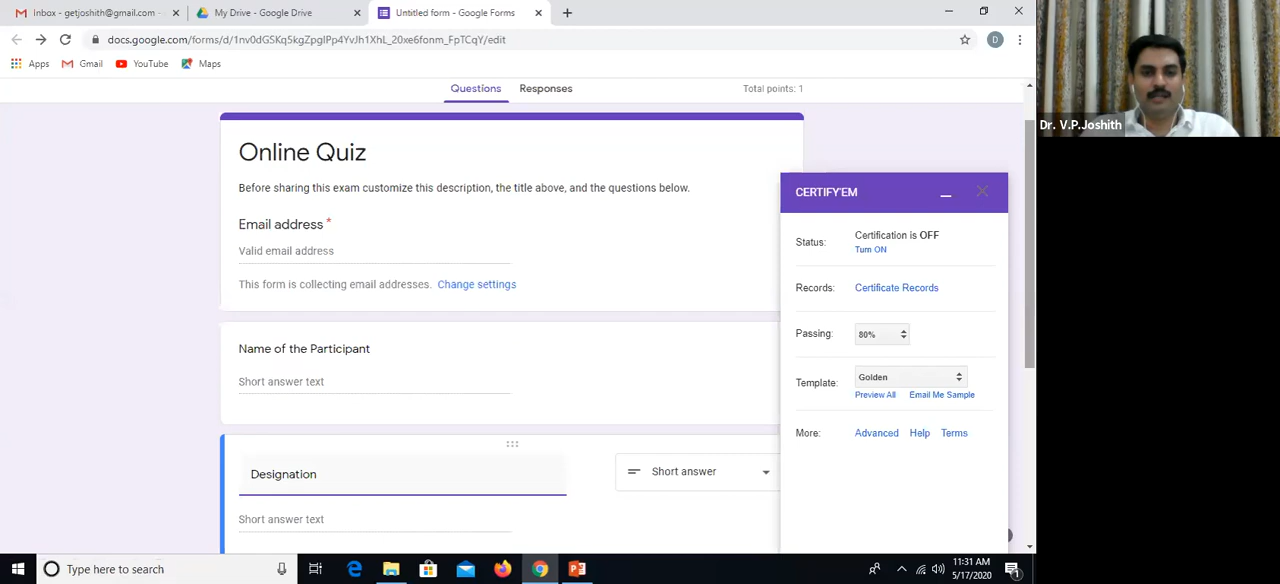 Inbox - getjoshith@gmail.com -
My Drive - Google Drive
Untitled form - Google Forms
docs.google.com/forms/d/1nv0dGSKq5kgZpglPp4YvJh1XhL_20xe6fonm_FpTCqY/edit
D
Apps
Gmail
YouTube
Maps
Dr. V.P.Joshith
Questions
Responses
Total points: 1
Online Quiz
Before sharing this exam customize this description, the title above, and the questions below.
Email address *
Valid email address
This form is collecting email addresses. Change settings
Name of the Participant
Short answer text
Designation
Short answer
Short answer text
CERTIFY'EM
Status:
Certification is OFF
Turn ON
Records:
Certificate Records
Passing:
80%
Template:
Golden
Preview All
Email Me Sample
More:
Advanced
Help
Terms
Type here to search
11:31 AM
5/17/2020
1